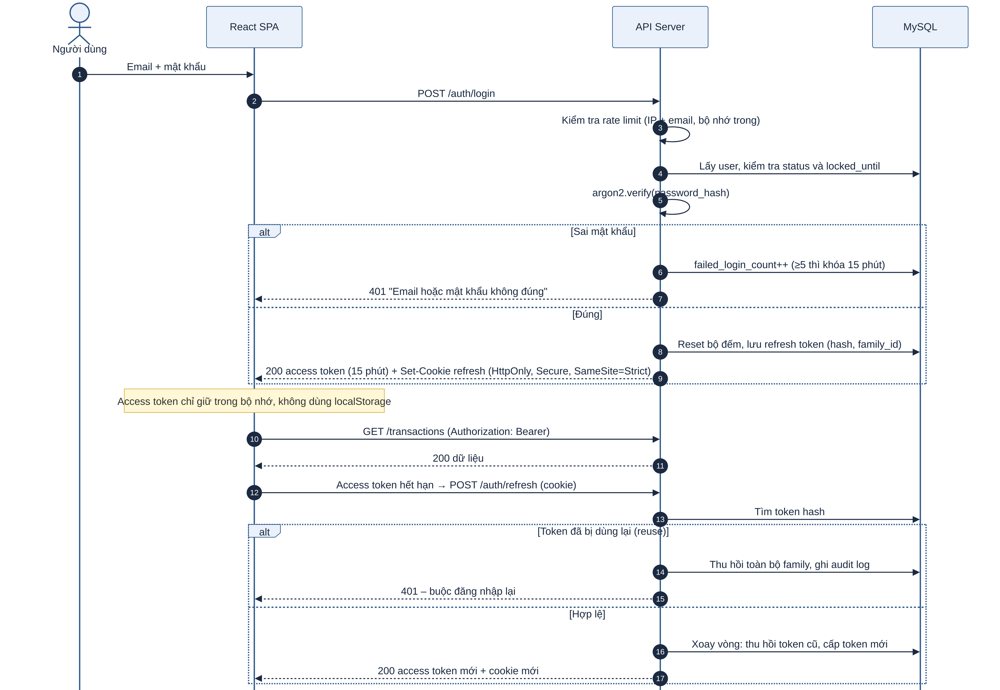 Người dùng
React SPA
API Server
MySQL
1
Email + mật khẩu
2
POST /auth/login
Kiểm tra rate limit (IP + email, bộ nhớ trong)
3
4
Lấy user, kiểm tra status và locked_until
argon2.verify(password_hash)
5
alt
[Sai mật khẩu]
6
failed_login_count++ (≥5 thì khóa 15 phút)
401 "Email hoặc mật khẩu không đúng"
7
[Đúng]
8
Reset bộ đếm, lưu refresh token (hash, family_id)
200 access token (15 phút) + Set-Cookie refresh (HttpOnly, Secure, SameSite=Strict)
9
Access token chỉ giữ trong bộ nhớ, không dùng localStorage
10
GET /transactions (Authorization: Bearer)
200 dữ liệu
11
12
Access token hết hạn → POST /auth/refresh (cookie)
13
Tìm token hash
alt
[Token đã bị dùng lại (reuse)]
14
Thu hồi toàn bộ family, ghi audit log
401 – buộc đăng nhập lại
15
[Hợp lệ]
16
Xoay vòng: thu hồi token cũ, cấp token mới
200 access token mới + cookie mới
17